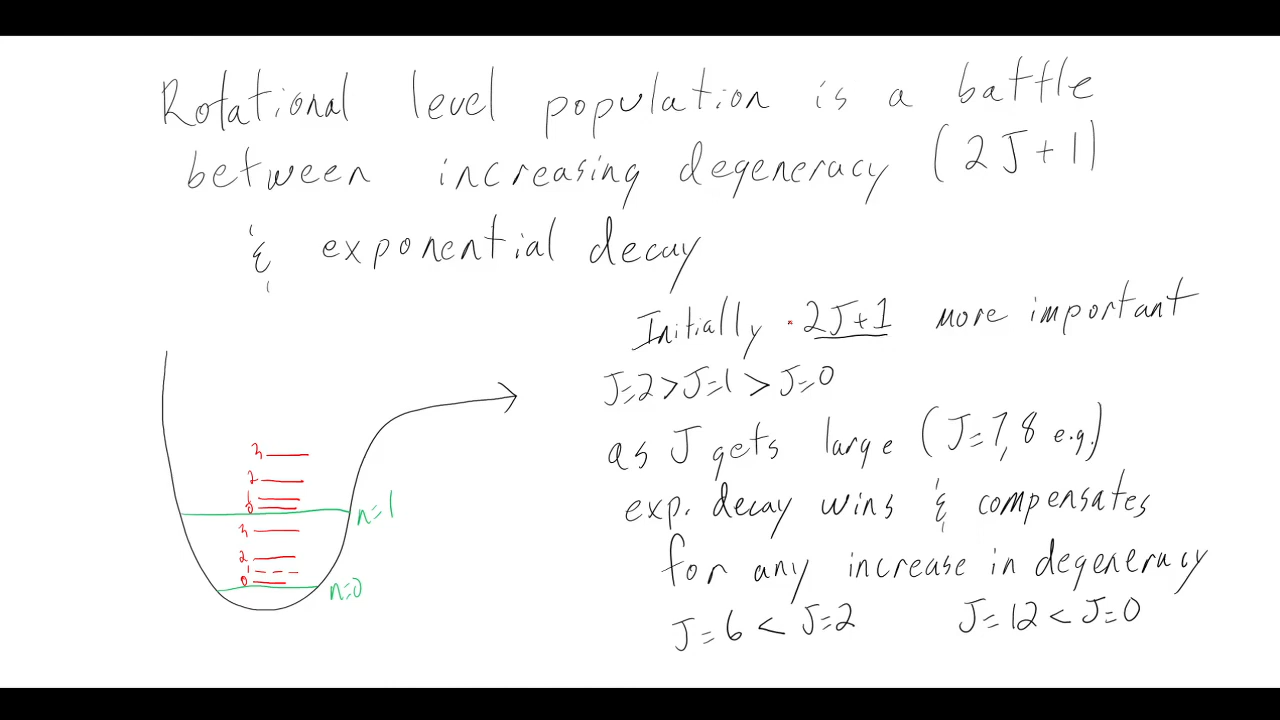 Rotational level population is a battle
between increasing degeneracy (2J+1)
& exponential decay
Initially 2J+1 more important
J=2>J=1>J=0
as J gets large (J=7,8 e.g.)
exp. decay wins & compensates
for any increase in degeneracy
J=6<J=2 J=12<J=0
3
2
0
n=1
3
2
1
0
n=0